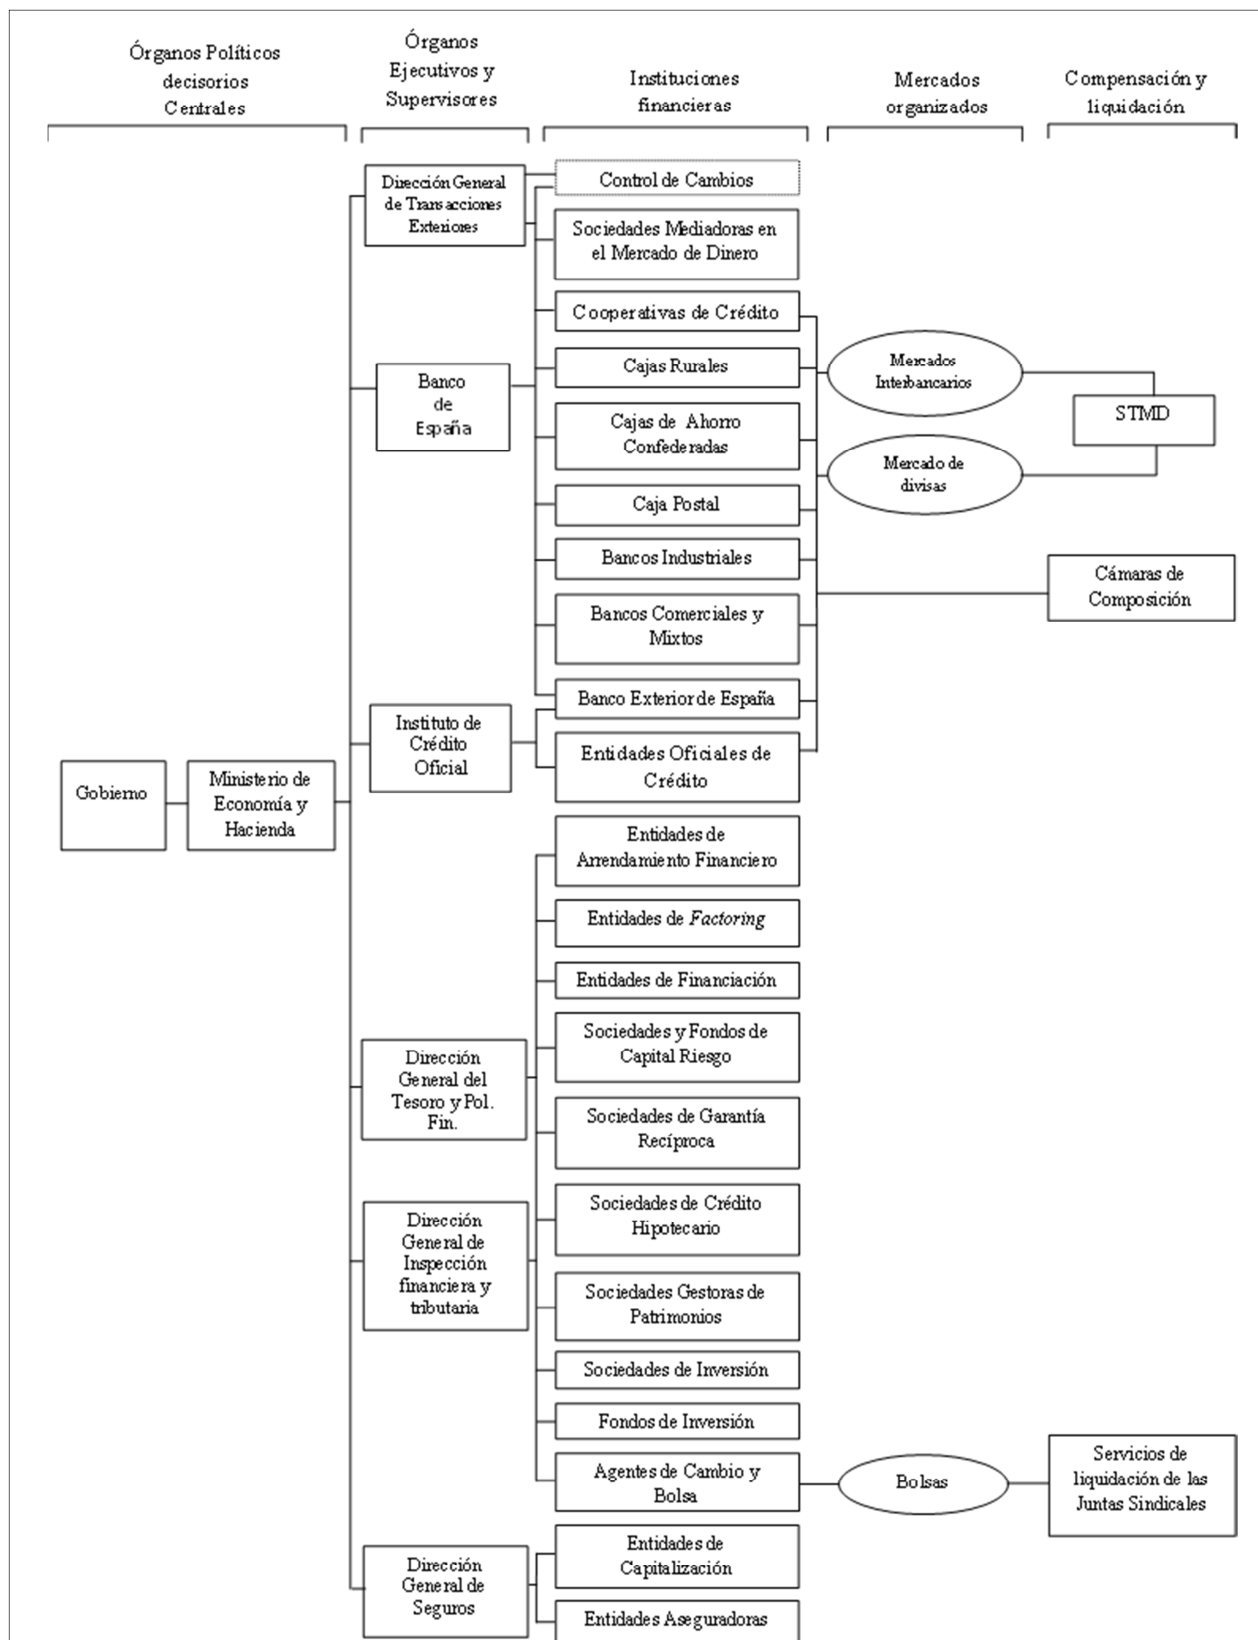 Órganos Políticos
decisorios
Centrales
Órganos
Ejecutivos y
Supervisores
Instituciones
financieras
Mercados
organizados
Compensación y
liquidación
Dirección General
de Transacciones
Exteriores
Control de Cambios
Sociedades Mediadoras en
el Mercado de Dinero
Cooperativas de Crédito
Cajas Rurales
Mercados
Interbancarios
Banco
de
España
STMD
Cajas de Ahorro
Confederadas
Mercado de
divisas
Caja Postal
Bancos Industriales
Cámaras de
Composición
Bancos Comerciales y
Mixtos
Banco Exterior de España
Instituto de
Crédito
Oficial
Entidades Oficiales de
Crédito
Gobierno
Ministerio de
Economía y
Hacienda
Entidades de
Arrendamiento Financiero
Entidades de Factoring
Entidades de Financiación
Sociedades y Fondos de
Capital Riesgo
Dirección
General del
Tesoro y Pol.
Fin.
Sociedades de Garantía
Recíproca
Sociedades de Crédito
Hipotecario
Dirección
General de
Inspección
financiera y
tributaria
Sociedades Gestoras de
Patrimonios
Sociedades de Inversión
Fondos de Inversión
Agentes de Cambio y
Bolsa
Bolsas
Servicios de
liquidación de las
Juntas Sindicales
Entidades de
Capitalización
Dirección
General de
Seguros
Entidades Aseguradoras